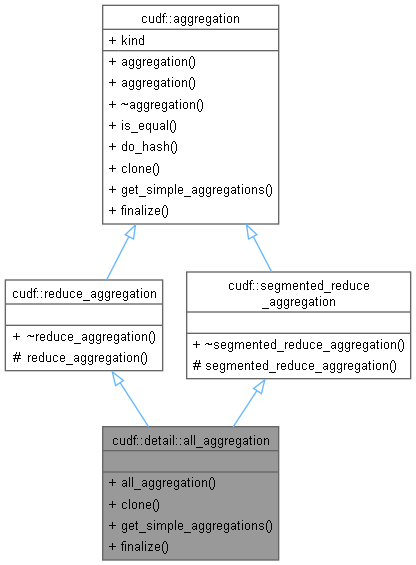 cudf::aggregation
+ kind
+ aggregation()
+ aggregation()
+ ~aggregation()
+ is_equal()
+ do_hash()
+ clone()
+ get_simple_aggregations()
+ finalize()
cudf::reduce_aggregation
+ ~reduce_aggregation()
# reduce_aggregation()
cudf::segmented_reduce
_aggregation
+ ~segmented_reduce_aggregation()
# segmented_reduce_aggregation()
cudf::detail::all_aggregation
+ all_aggregation()
+ clone()
+ get_simple_aggregations()
+ finalize()